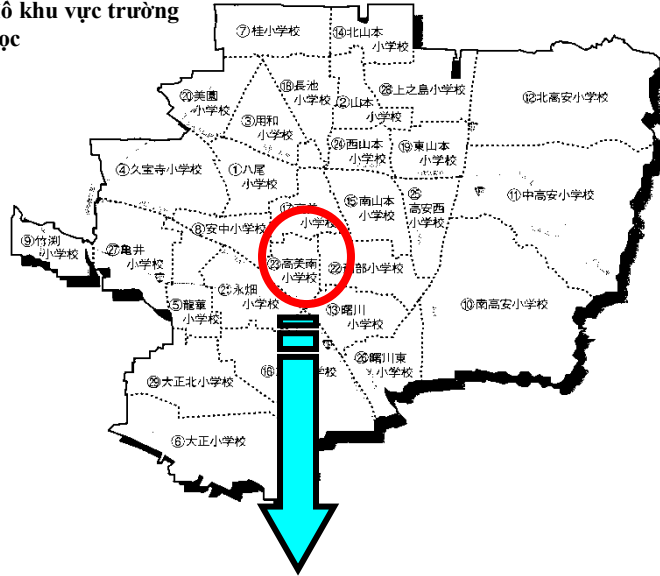 ô khu vực trường
ọc
⑦桂小学校
⑭北山本
小学校
⑳美園
小学校
⑱長池
小学校
②山本
小学校
㉘上之島小学校
⑫北高安小学校
③用和
小学校
㉔西山本
小学校
⑲東山本
小学校
④久宝寺小学校
①八尾
小学校
⑮南山本
小学校
㉕
高安西
小学校
⑪中高安小学校
小学校
⑧安中小学校
⑨竹渕
小学校
㉗亀井
小学校
㉓高美南
小学校
㉒
部小学校
⑩南高安小学校
㉑永畑
小学校
⑤龍華
小学校
⑬曙川
小学校
㉖曙川東
小学校
⑯
学校
㉙大正北小学校
⑥大正小学校